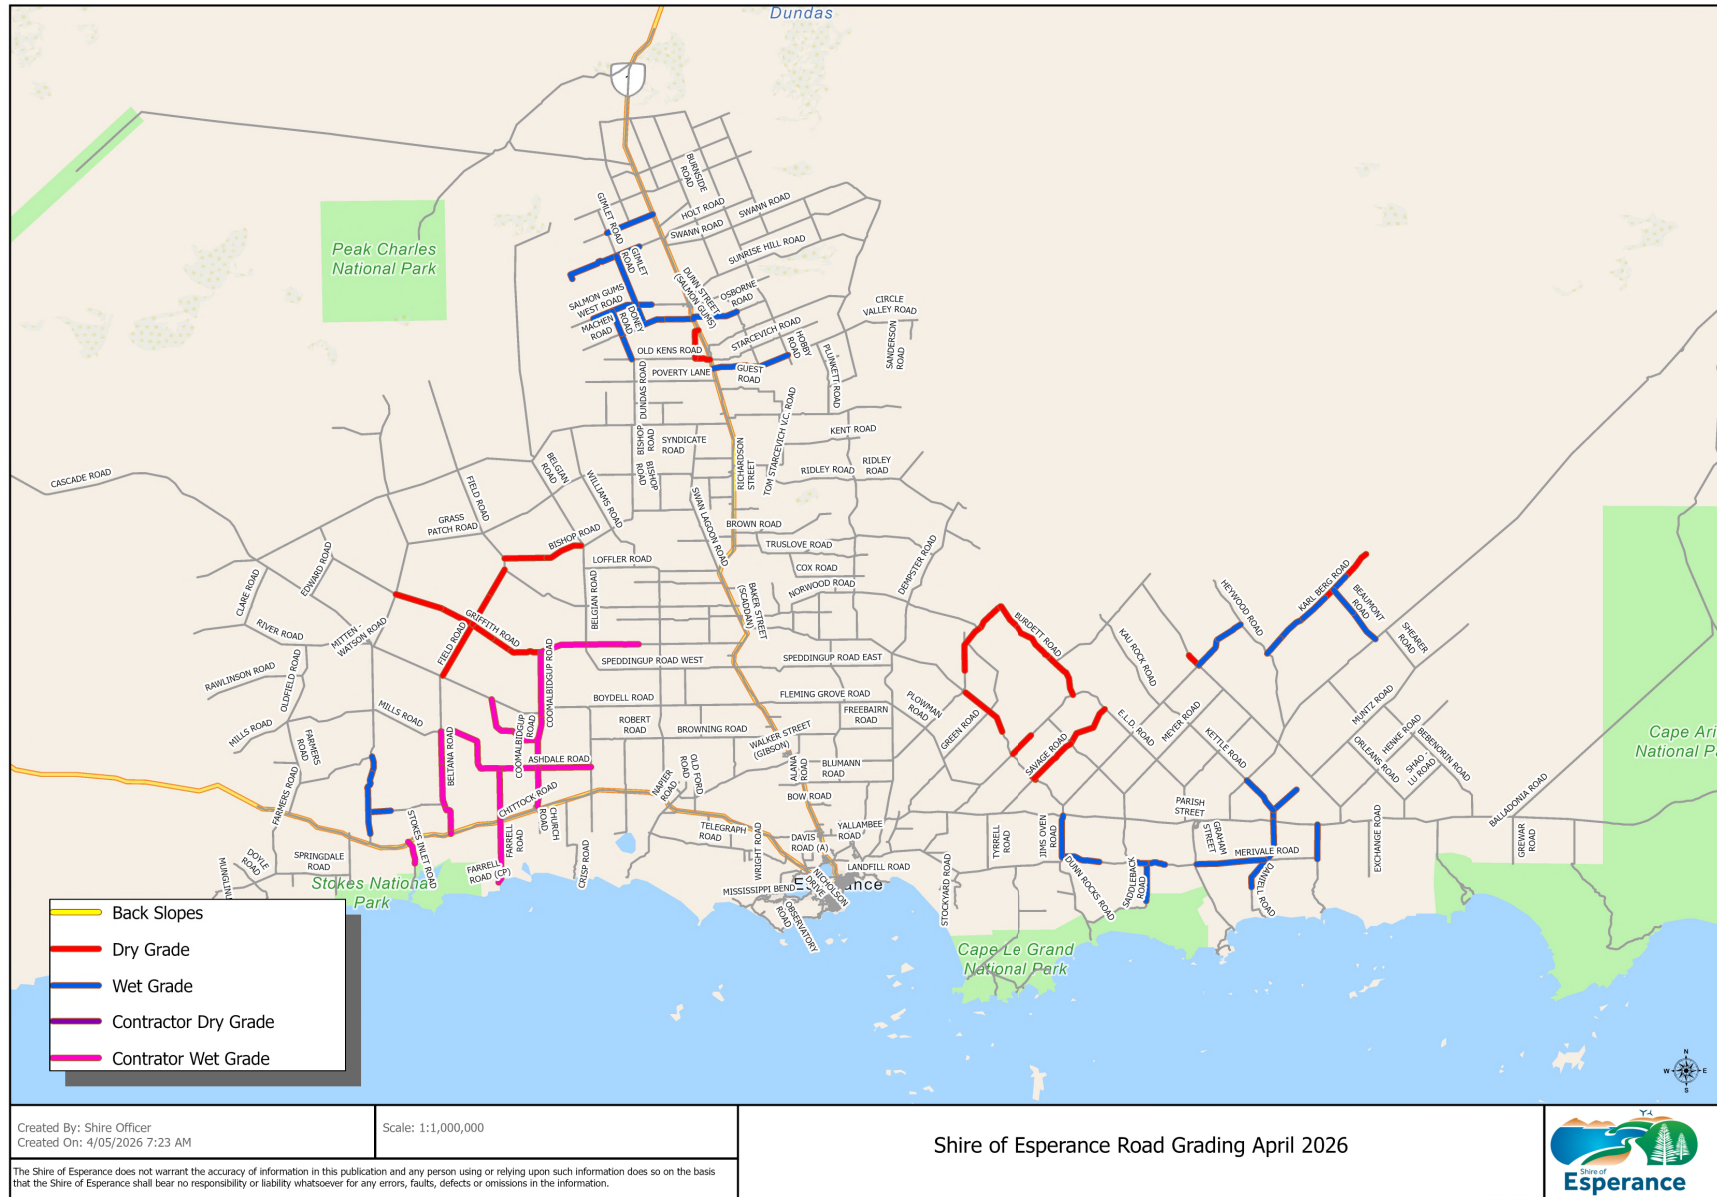 Dundas
Peak Charles
National Park
BURNSIDE
ROAD
GIMLET ROAD
HOLT ROAD
SWANN ROAD
SWANN ROAD
SUNRISE HILL ROAD
GIMLET
ROAD
DUNN STREET
(SALMON GUMS)
OSBORNE
ROAD
SALMON GUMS
WEST ROAD
MACHEN
ROAD
DONEY
ROAD
CIRCLE
VALLEY ROAD
STARCEVICH ROAD
HOBBY
ROAD
SANDERSON
ROAD
OLD KENS ROAD
POVERTY LANE
GUEST
ROAD
PLUNKETT ROAD
DUNDAS ROAD
TOM STARCEVICH V.C. ROAD
KENT ROAD
BISHOP
ROAD
SYNDICATE
ROAD
RICHARDSON
STREET
RIDLEY ROAD
RIDLEY
ROAD
BISHOP
ROAD
BELGIAN
ROAD
WILLIAMS ROAD
CASCADE ROAD
FIELD ROAD
GRASS
PATCH ROAD
SWAN LAGOON ROAD
BROWN ROAD
BISHOP ROAD
TRUSLOVE ROAD
LOFFLER ROAD
COX ROAD
NORWOOD ROAD
DEMPSTER ROAD
EDWARD ROAD
CLARE ROAD
BELGIAN ROAD
BAKER STREET
(SCADDAN)
RIVER ROAD
MITTEN -
WATSON ROAD
GRIFFITH ROAD
FIELD ROAD
BURDETT ROAD
KAU ROCK ROAD
HEYWOOD ROAD
KARL BERG ROAD
BEAUMONT
ROAD
SHEARER
ROAD
RAWLINSON ROAD
OLDFIELD ROAD
COOMALBIDGUP ROAD
SPEDDINGUP ROAD WEST
SPEDDINGUP ROAD EAST
BOYDELL ROAD
FLEMING GROVE ROAD
FREEBAIRN
ROAD
PLOWMAN
ROAD
GREEN ROAD
E.L.D. ROAD
MEYER ROAD
KETTLE ROAD
MUNTZ ROAD
HENKE ROAD
ORLEANS ROAD
SHAO -
LU ROAD
BEBENORIN ROAD
Cape Ari
National Pa
MILLS ROAD
MILLS ROAD
FARMERS
ROAD
BELTANA ROAD
COOMALBIDGUP
ROAD
ROBERT
ROAD
BROWNING ROAD
WALKER STREET
(GIBSON)
ASHDALE ROAD
NAPIER
ROAD
OLD FORD
ROAD
ALANA
ROAD
BLUMANN
ROAD
SAVAGE ROAD
FARMERS ROAD
CHITTOCK ROAD
BOW ROAD
PARISH
STREET
BALLADONIA ROAD
STOKES INLET ROAD
FARRELL
ROAD
CHURCH
ROAD
TELEGRAPH
ROAD
WRIGHT ROAD
DAVIS
ROAD (A)
YALLAMBEE
ROAD
TYRRELL
ROAD
JIMS OVEN
ROAD
GRAHAM
STREET
MERIVALE ROAD
EXCHANGE ROAD
GREWAR
ROAD
MUNGLINU
DOYLE
ROAD
SPRINGDALE
ROAD
FARRELL
ROAD (CP)
CRISP ROAD
LANDFILL ROAD
STOCKYARD ROAD
DUNN ROCKS ROAD
SADDLEBACK
ROAD
DANIELL ROAD
Stokes National
Park
MISSISSIPPI BEND
NICHOLSON
DRIVE
OBSERVATORY
ROAD
Cape Le Grand
National Park
Back Slopes
Dry Grade
Wet Grade
Contractor Dry Grade
Contrator Wet Grade
N
W
E
S
Created By: Shire Officer
Created On: 4/05/2026 7:23 AM
Scale: 1:1,000,000
The Shire of Esperance does not warrant the accuracy of information in this publication and any person using or relying upon such information does so on the basis
that the Shire of Esperance shall bear no responsibility or liability whatsoever for any errors, faults, defects or omissions in the information.
Shire of Esperance Road Grading April 2026
Shire of
Esperance